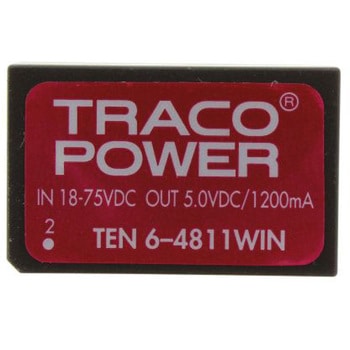 TRACO®
POWER
IN 18-75VDC OUT 5.0VDC/1200mA
2
TEN 6–4811WIN